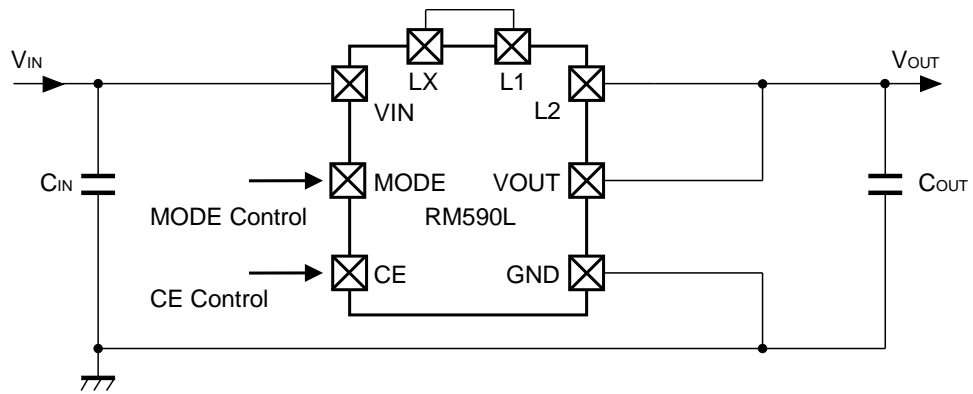 VIN
VOUT
LX
L1
VIN
L2
CIN
MODE
VOUT
COUT
MODE Control
RM590L
CE
GND
CE Control